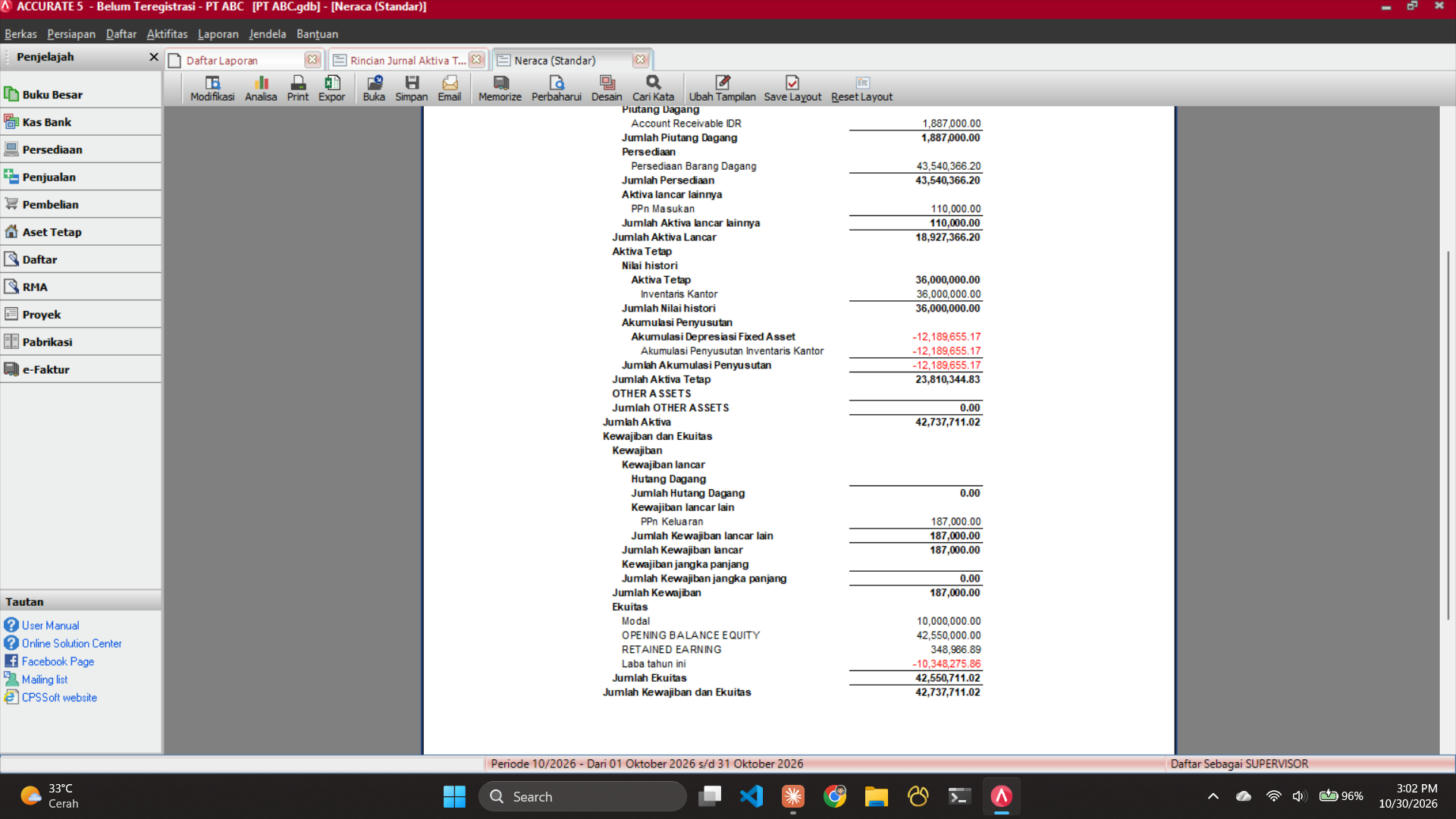 ACCURATE 5 - Belum Teregistrasi - PT ABC [PT ABC.gdb] - [Neraca (Standar)]
Berkas Persiapan Daftar Aktifitas Laporan Jendela Bantuan
Penjelajah
Daftar Laporan
Rincian Jurnal Aktiva T...
Neraca (Standar)
Modifikasi Analisa Print Expor Buka Simpan Email Memorize Perbaharui Desain Cari Kata Ubah Tampilan Save Layout Reset Layout
Buku Besar
Kas Bank
Persediaan
Penjualan
Pembelian
Aset Tetap
Daftar
RMA
Proyek
Pabrikasi
e-Faktur
Tautan
User Manual
Online Solution Center
Facebook Page
Mailing list
CPSSoft website
Piutang Dagang
Account Receivable IDR 1,887,000.00
Jumlah Piutang Dagang 1,887,000.00
Persediaan
Persediaan Barang Dagang 43,540,366.20
Jumlah Persediaan 43,540,366.20
Aktiva lancar lainnya
PPn Masukan 110,000.00
Jumlah Aktiva lancar lainnya 110,000.00
Jumlah Aktiva Lancar 18,927,366.20
Aktiva Tetap
Nilai histori
Aktiva Tetap 36,000,000.00
Inventaris Kantor 36,000,000.00
Jumlah Nilai histori 36,000,000.00
Akumulasi Penyusutan
Akumulasi Depresiasi Fixed Asset -12,189,655.17
Akumulasi Penyusutan Inventaris Kantor -12,189,655.17
Jumlah Akumulasi Penyusutan -12,189,655.17
Jumlah Aktiva Tetap 23,810,344.83
OTHER ASSETS
Jumlah OTHER ASSETS 0.00
Jumlah Aktiva 42,737,711.02
Kewajiban dan Ekuitas
Kewajiban
Kewajiban lancar
Hutang Dagang
Jumlah Hutang Dagang 0.00
Kewajiban lancar lain
PPn Keluaran 187,000.00
Jumlah Kewajiban lancar lain 187,000.00
Jumlah Kewajiban lancar 187,000.00
Kewajiban jangka panjang
Jumlah Kewajiban jangka panjang 0.00
Jumlah Kewajiban 187,000.00
Ekuitas
Modal 10,000,000.00
OPENING BALANCE EQUITY 42,550,000.00
RETAINED EARNING 348,986.89
Laba tahun ini -10,348,275.86
Jumlah Ekuitas 42,550,711.02
Jumlah Kewajiban dan Ekuitas 42,737,711.02
Periode 10/2026 - Dari 01 Oktober 2026 s/d 31 Oktober 2026
Daftar Sebagai SUPERVISOR
33°C
Cerah
Search
96%
3:02 PM
10/30/2026